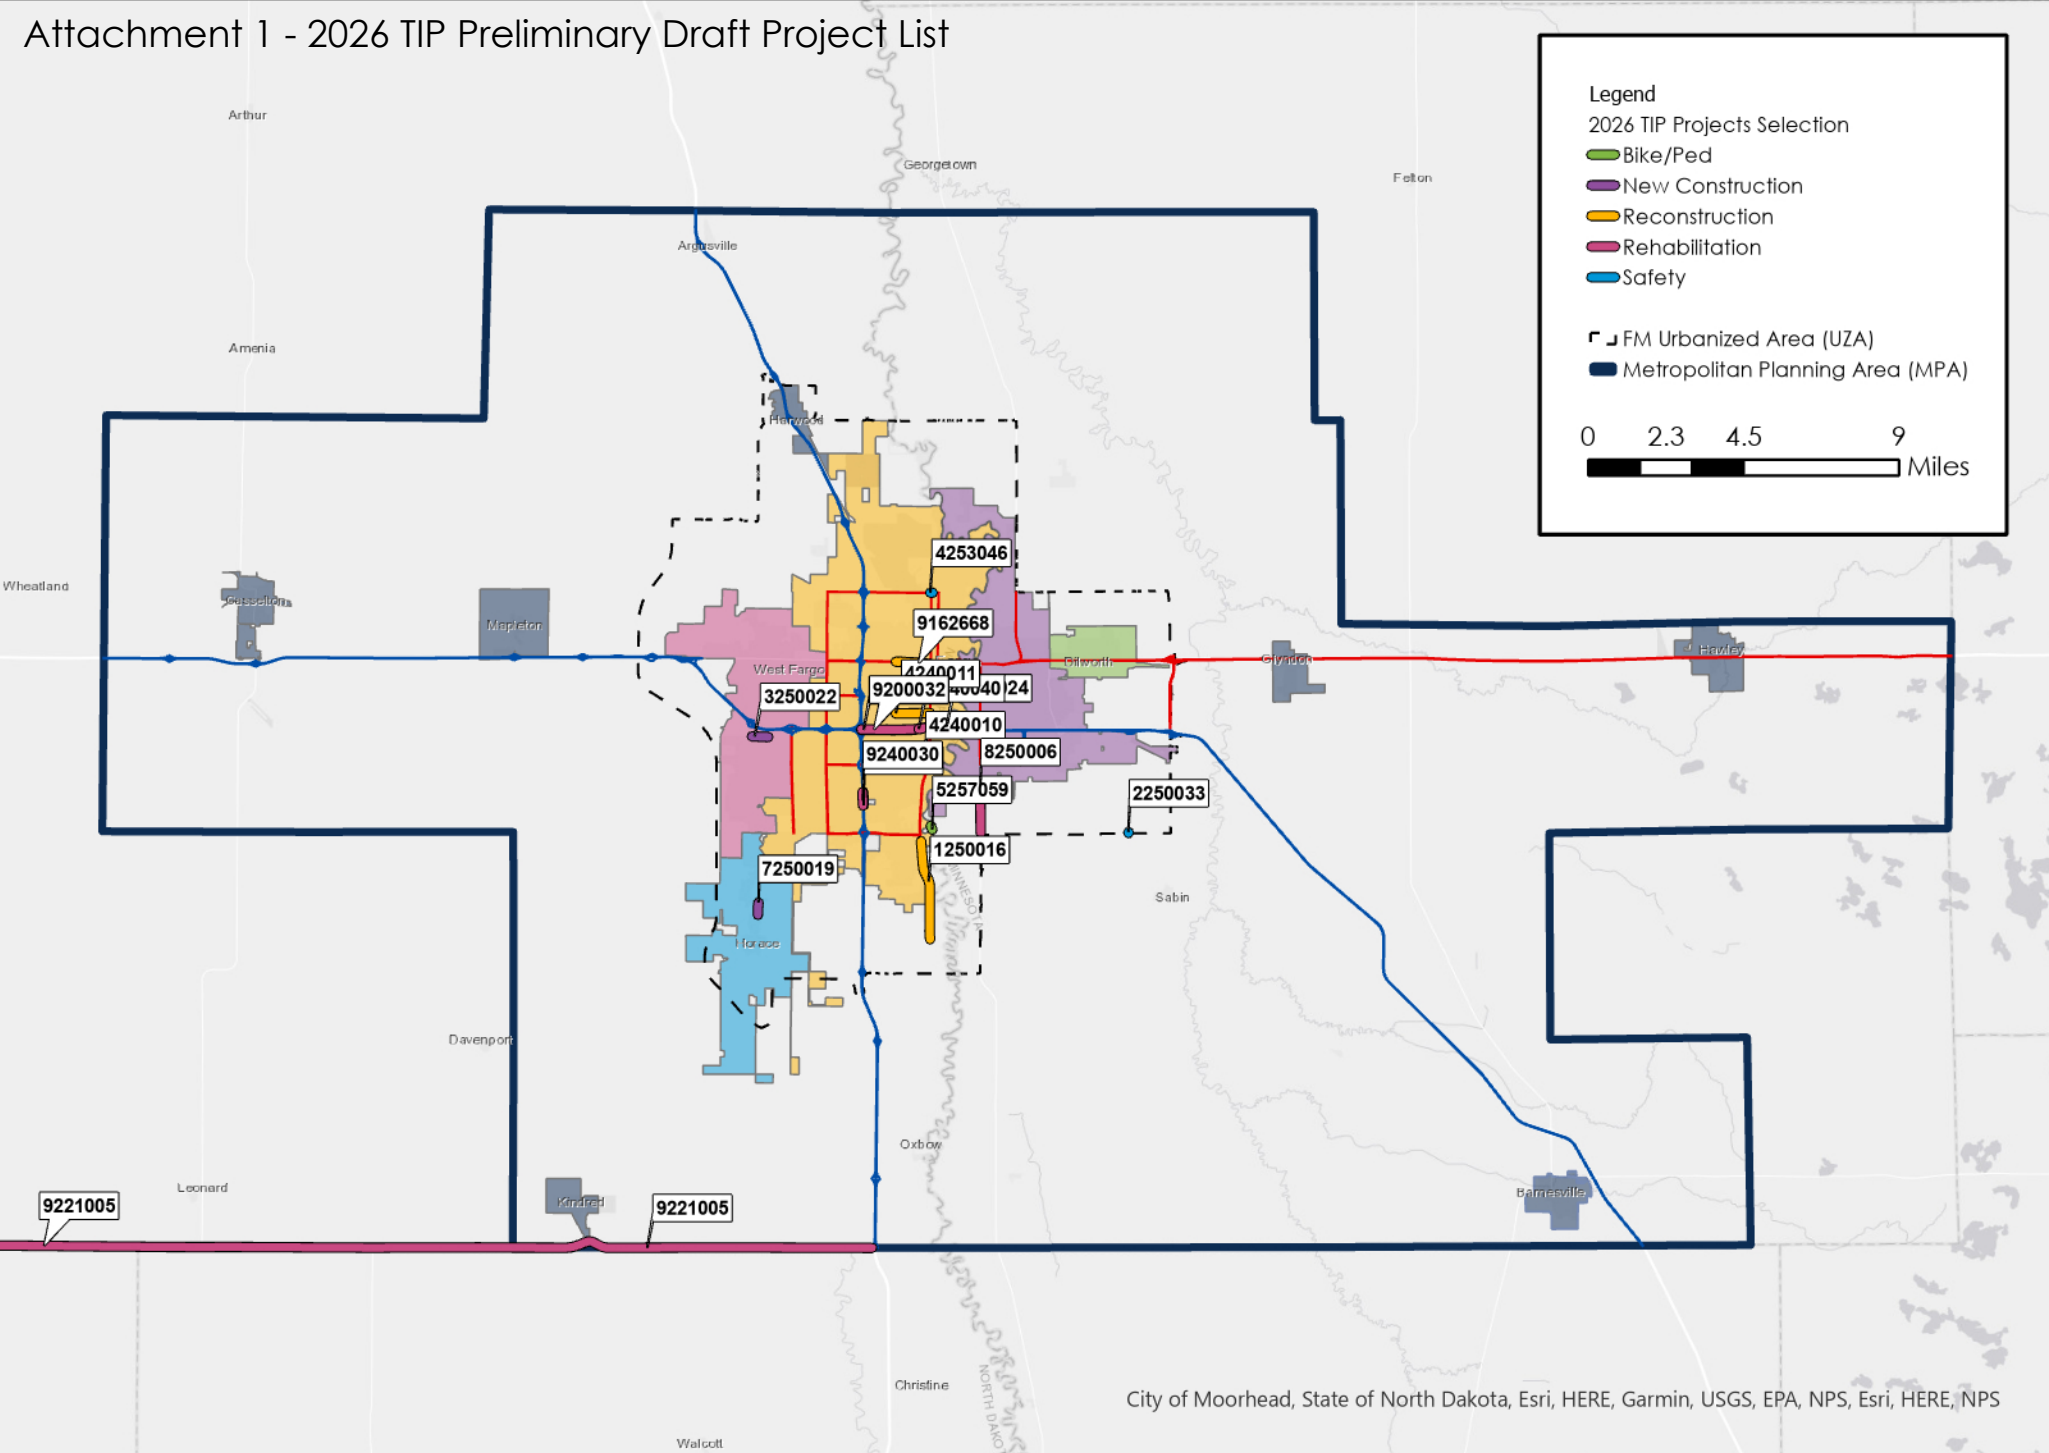 Attachment 1 - 2026 TIP Preliminary Draft Project List
Legend
2026 TIP Projects Selection
Bike/Ped
New Construction
Reconstruction
Rehabilitation
Safety
FM Urbanized Area (UZA)
Metropolitan Planning Area (MPA)
0 2.3 4.5 9
Miles
Arthur
Georgetown
Felton
Argusville
Amenia
Harwood
4253046
Wheatland
Casselton
Mapleton
9162668
West Fargo
Dilworth
Glyndon
Hawley
4240011
3250022
9200032
024
4240010
9240030
8250006
5257059
2250033
1250016
7250019
MINNESOTA
Sabin
Horace
Davenport
Oxbow
Leonard
Kindred
Barnesville
9221005
9221005
Christine
NORTH DAKO
Walcott
City of Moorhead, State of North Dakota, Esri, HERE, Garmin, USGS, EPA, NPS, Esri, HERE, NPS